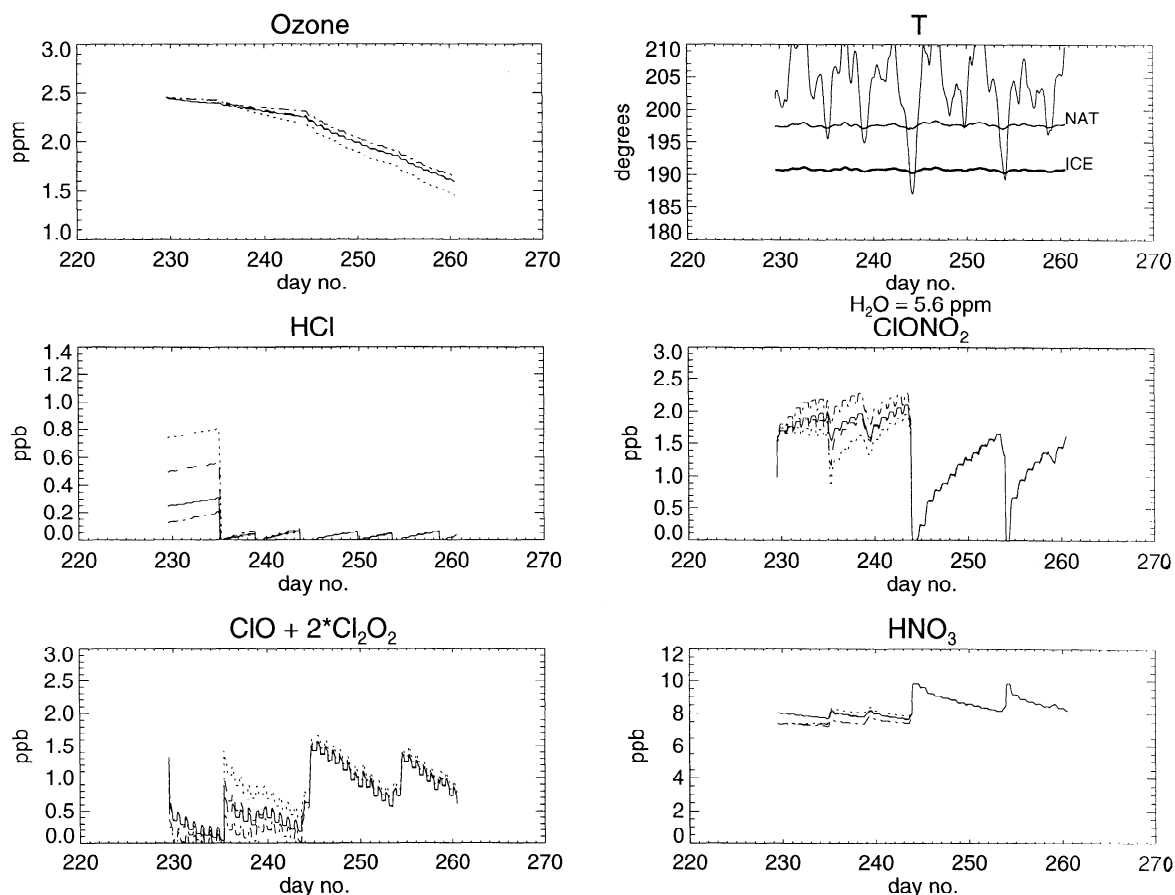 Ozone
3.0
2.5
2.0
1.5
1.0
ppm
220 230 240 250 260 270
day no.
T
210
205
200
195
190
185
180
degrees
NAT
ICE
220 230 240 250 260 270
day no.
H₂O = 5.6 ppm
HCl
1.4
1.2
1.0
0.8
0.6
0.4
0.2
0.0
ppb
220 230 240 250 260 270
day no.
ClONO₂
3.0
2.5
2.0
1.5
1.0
0.5
0.0
ppb
220 230 240 250 260 270
day no.
ClO + 2*Cl₂O₂
3.0
2.5
2.0
1.5
1.0
0.5
0.0
ppb
220 230 240 250 260 270
day no.
HNO₃
12
10
8
6
4
2
0
ppb
220 230 240 250 260 270
day no.